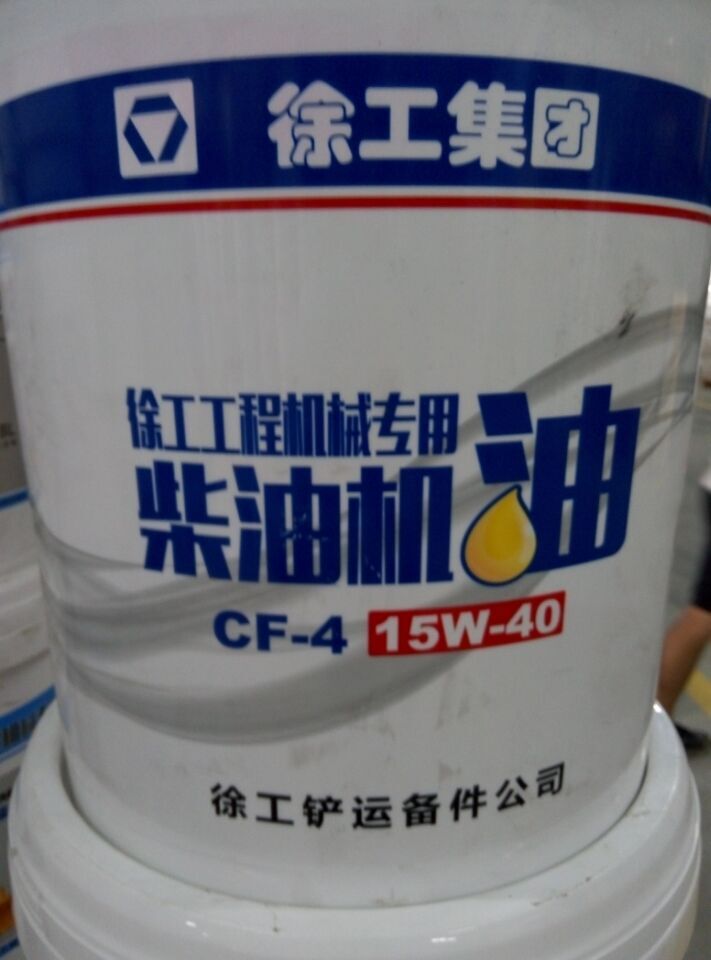 徐工集团
徐工工程机械专用
柴油机油
CF-4 15W-40
徐工铲运备件公司